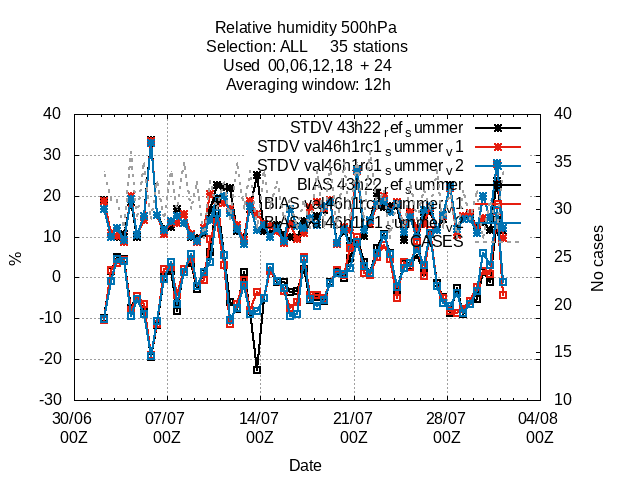 Relative humidity 500hPa
Selection: ALL 35 stations
Used 00,06,12,18 + 24
Averaging window: 12h
40
30
20
10
0
-10
-20
-30
%
40
35
30
25
20
15
10
No cases
STDV 43h22_ref_summer
STDV val46h1rc1_summer_v1
STDV val46h1rc1_summer_v2
BIAS 43h22_ref_summer
BIAS val46h1rc1_summer_v1
BIAS val46h1rc1_summer_v2
CASES
30/06 07/07 14/07 21/07 28/07 04/08
00Z 00Z 00Z 00Z 00Z 00Z
Date